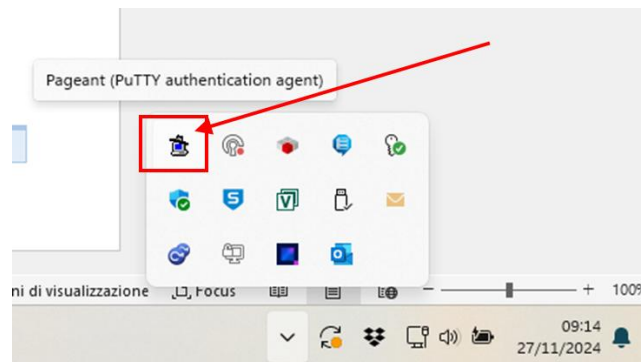 Pageant (PuTTY authentication agent)
ni di visualizzazione Focus 100%
09:14
27/11/2024